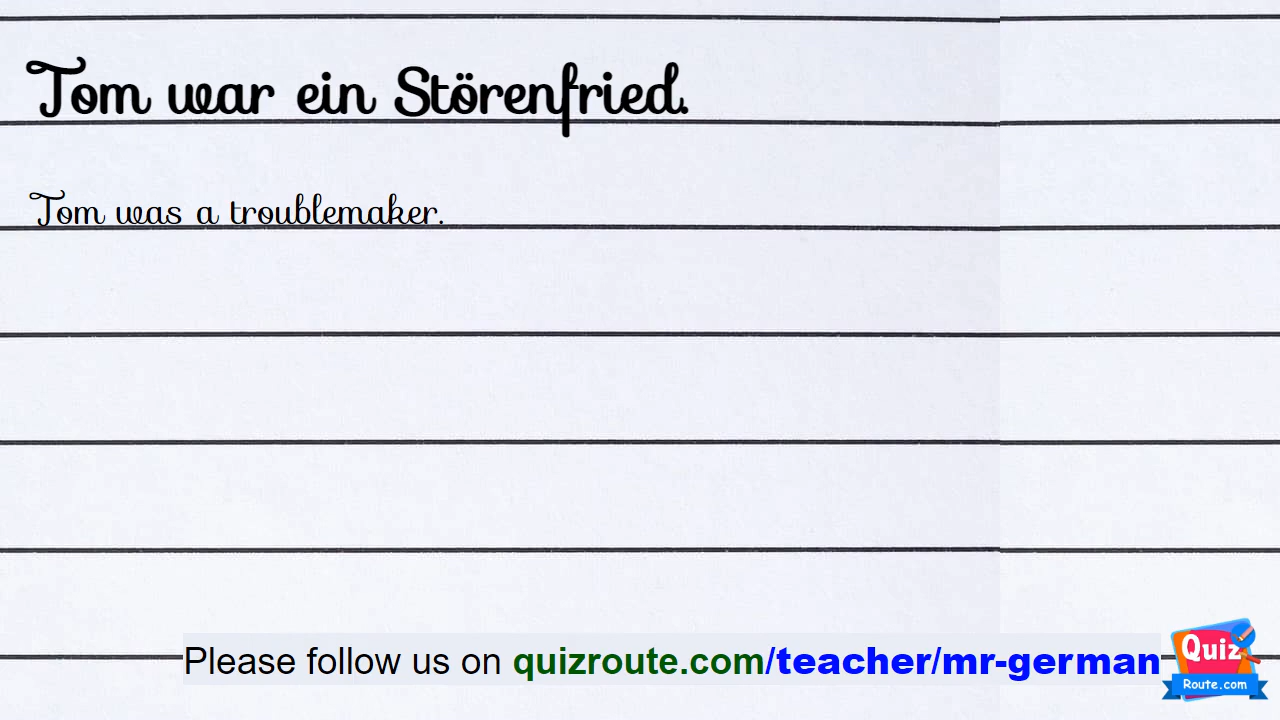 Tom war ein Störenfried.
Tom was a troublemaker.
Please follow us on quizroute.com/teacher/mr-german
Quiz
Route.com